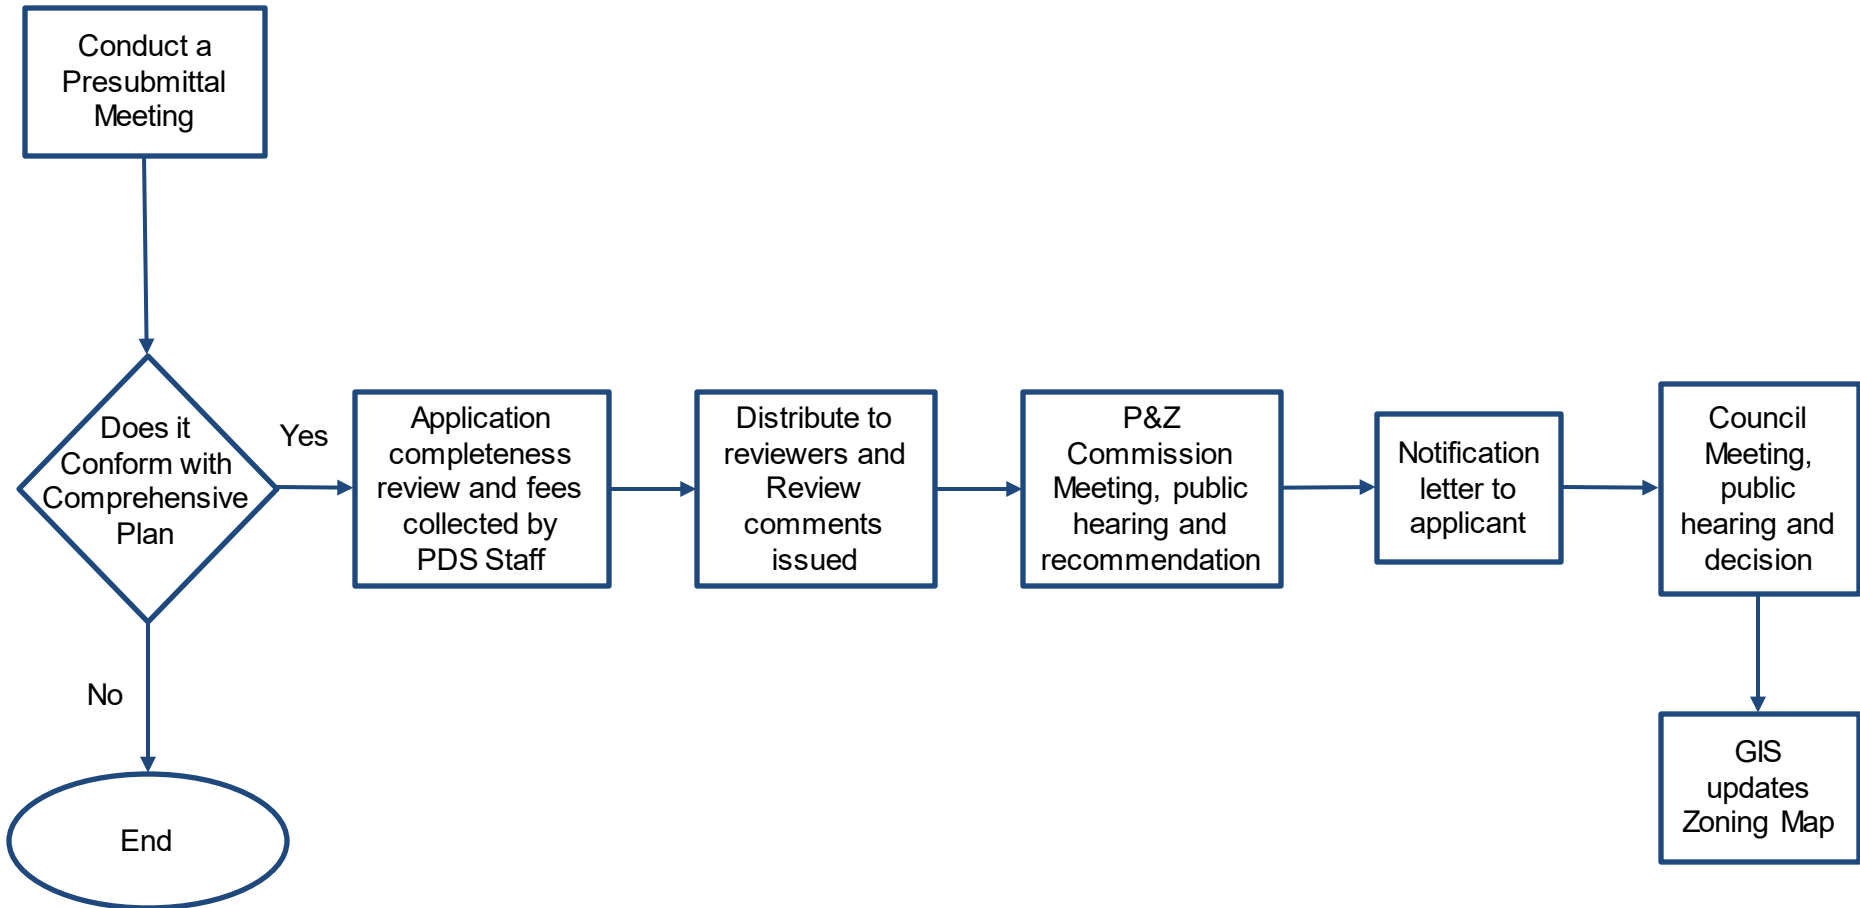 Conduct a
Presubmittal
Meeting
Does it
Conform with
Comprehensive
Plan
Yes
No
End
Application
completeness
review and fees
collected by
PDS Staff
Distribute to
reviewers and
Review
comments
issued
P&Z
Commission
Meeting, public
hearing and
recommendation
Notification
letter to
applicant
Council
Meeting,
public
hearing and
decision
GIS
updates
Zoning Map